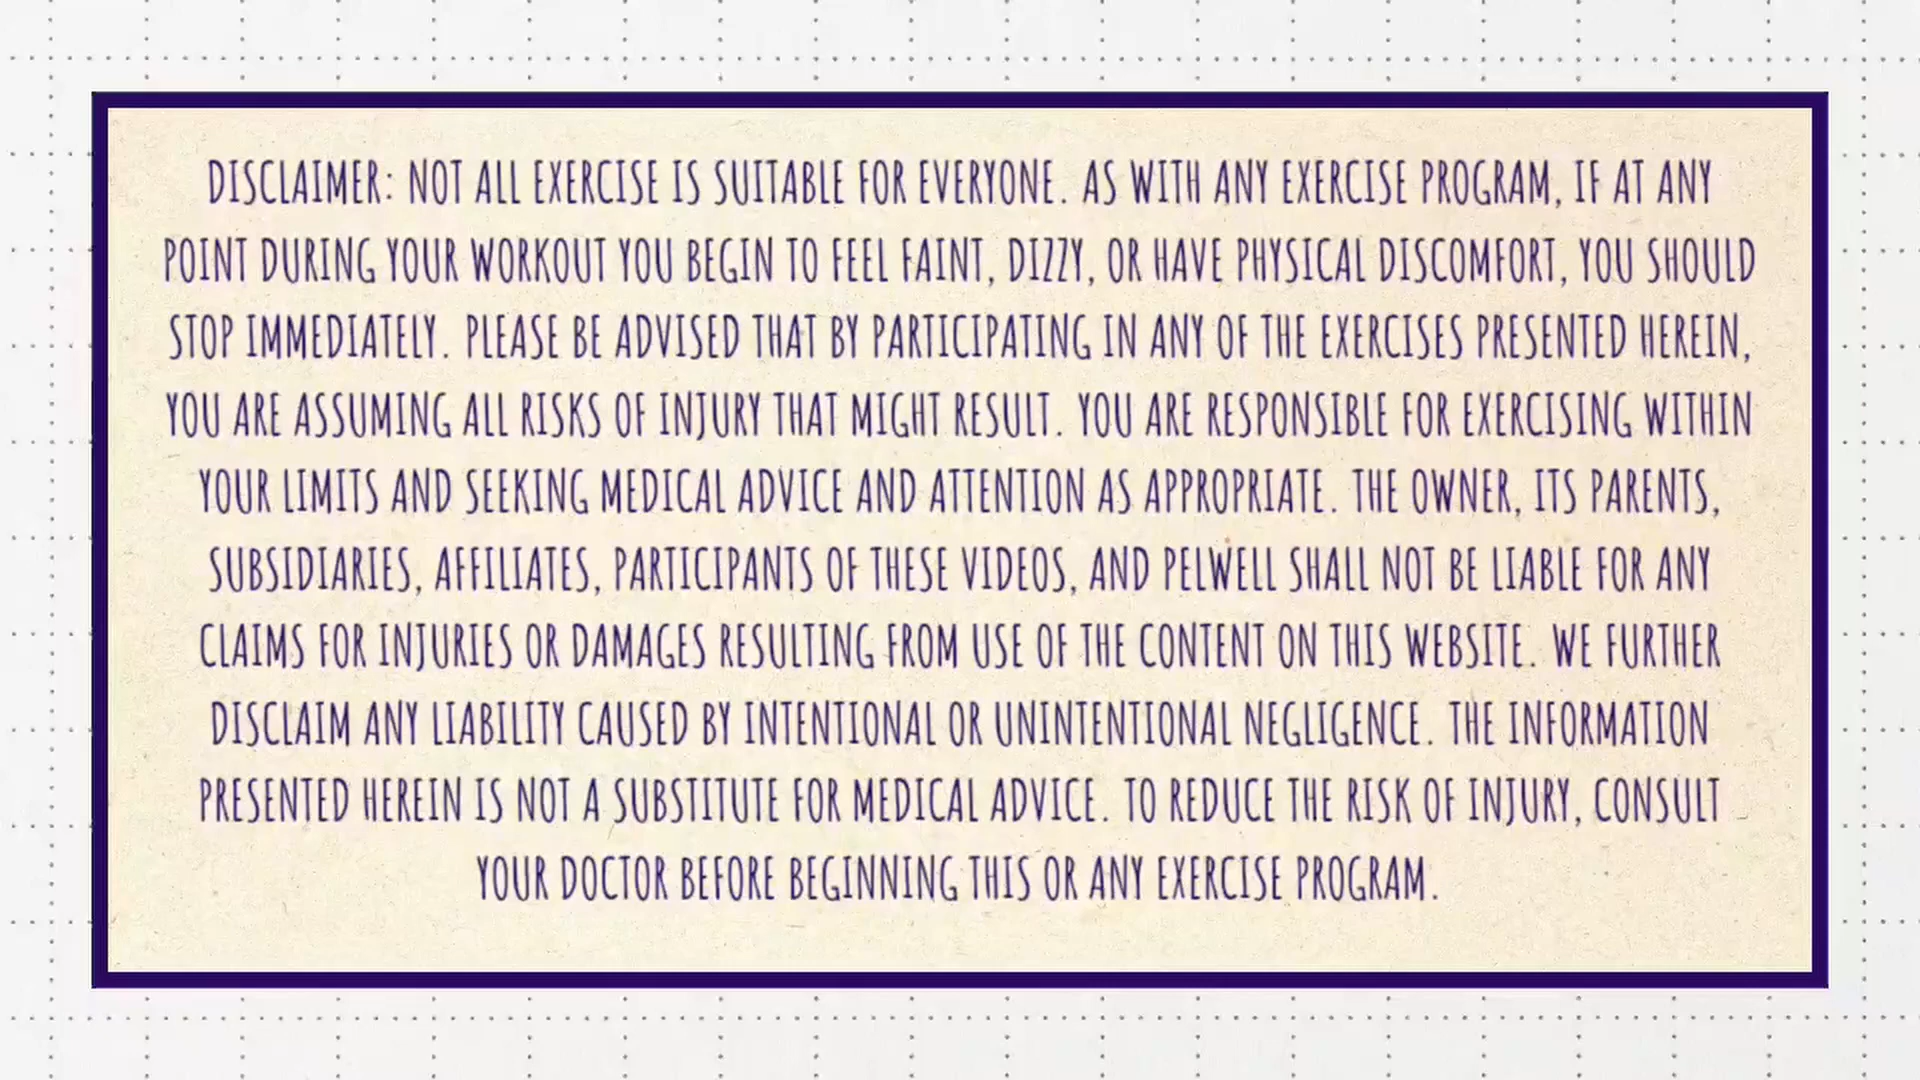 DISCLAIMER: NOT ALL EXERCISE IS SUITABLE FOR EVERYONE. AS WITH ANY EXERCISE PROGRAM, IF AT ANY
POINT DURING YOUR WORKOUT YOU BEGIN TO FEEL FAINT, DIZZY, OR HAVE PHYSICAL DISCOMFORT, YOU SHOULD
STOP IMMEDIATELY. PLEASE BE ADVISED THAT BY PARTICIPATING IN ANY OF THE EXERCISES PRESENTED HEREIN,
YOU ARE ASSUMING ALL RISKS OF INJURY THAT MIGHT RESULT. YOU ARE RESPONSIBLE FOR EXERCISING WITHIN
YOUR LIMITS AND SEEKING MEDICAL ADVICE AND ATTENTION AS APPROPRIATE. THE OWNER, ITS PARENTS,
SUBSIDIARIES, AFFILIATES, PARTICIPANTS OF THESE VIDEOS, AND PELWELL SHALL NOT BE LIABLE FOR ANY
CLAIMS FOR INJURIES OR DAMAGES RESULTING FROM USE OF THE CONTENT ON THIS WEBSITE. WE FURTHER
DISCLAIM ANY LIABILITY CAUSED BY INTENTIONAL OR UNINTENTIONAL NEGLIGENCE. THE INFORMATION
PRESENTED HEREIN IS NOT A SUBSTITUTE FOR MEDICAL ADVICE. TO REDUCE THE RISK OF INJURY, CONSULT
YOUR DOCTOR BEFORE BEGINNING THIS OR ANY EXERCISE PROGRAM.